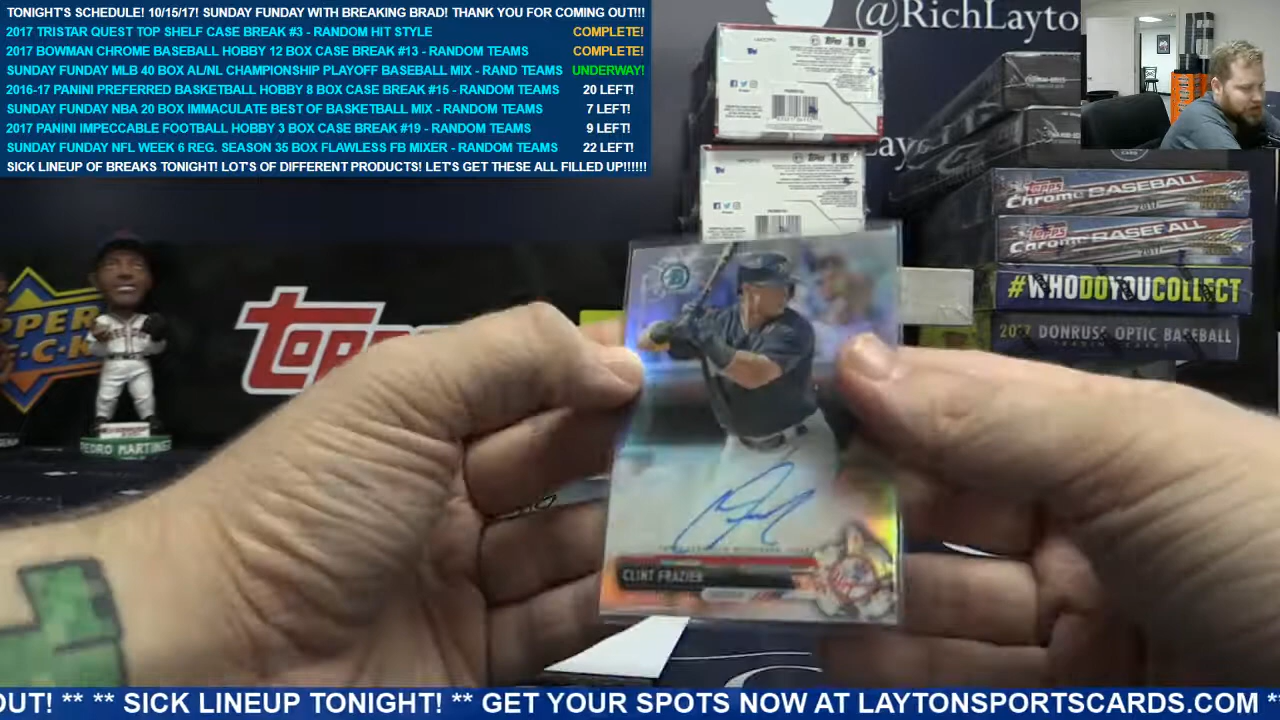 TONIGHT'S SCHEDULE! 10/15/17! SUNDAY FUNDAY WITH BREAKING BRAD! THANK YOU FOR COMING OUT!!!
2017 TRISTAR QUEST TOP SHELF CASE BREAK #3 - RANDOM HIT STYLE COMPLETE!
2017 BOWMAN CHROME BASEBALL HOBBY 12 BOX CASE BREAK #13 - RANDOM TEAMS COMPLETE!
SUNDAY FUNDAY MLB 40 BOX AL/NL CHAMPIONSHIP PLAYOFF BASEBALL MIX - RAND TEAMS UNDERWAY!
2016-17 PANINI PREFERRED BASKETBALL HOBBY 8 BOX CASE BREAK #15 - RANDOM TEAMS 20 LEFT!
SUNDAY FUNDAY NBA 20 BOX IMMACULATE BEST OF BASKETBALL MIX - RANDOM TEAMS 7 LEFT!
2017 PANINI IMPECCABLE FOOTBALL HOBBY 3 BOX CASE BREAK #19 - RANDOM TEAMS 9 LEFT!
SUNDAY FUNDAY NFL WEEK 6 REG. SEASON 35 BOX FLAWLESS FB MIXER - RANDOM TEAMS 22 LEFT!
SICK LINEUP OF BREAKS TONIGHT! LOT'S OF DIFFERENT PRODUCTS! LET'S GET THESE ALL FILLED UP!!!!!!
@RichLayto
Topps
Chrome BASEBALL
2017
Topps
Chrome BASEBALL
#WHODOYOUCOLLECT
2017 DONRUSS OPTIC BASEBALL
TRADING CARDS
PPER
CK
Topps
PEDRO MARTINEZ
CLINT FRAZIER
OUT! ** ** SICK LINEUP TONIGHT! ** GET YOUR SPOTS NOW AT LAYTONSPORTSCARDS.COM *